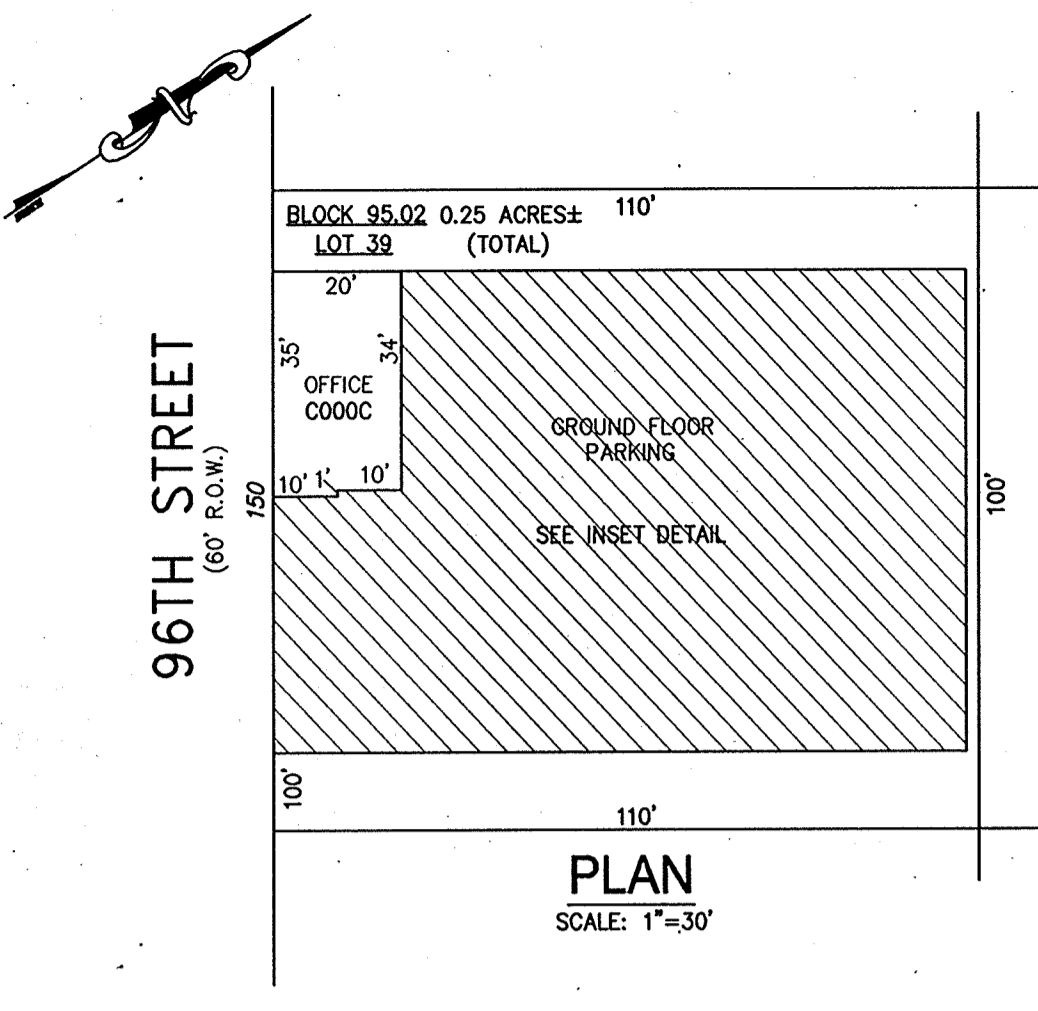 N
BLOCK 95.02 0.25 ACRES± 110'
LOT 39 (TOTAL)
20'
35'
34'
OFFICE
C000C
10' 1' 10'
GROUND FLOOR
PARKING
SEE INSET DETAIL
96TH STREET
(60' R.O.W.)
150
100'
100'
110'
PLAN
SCALE: 1"=30'